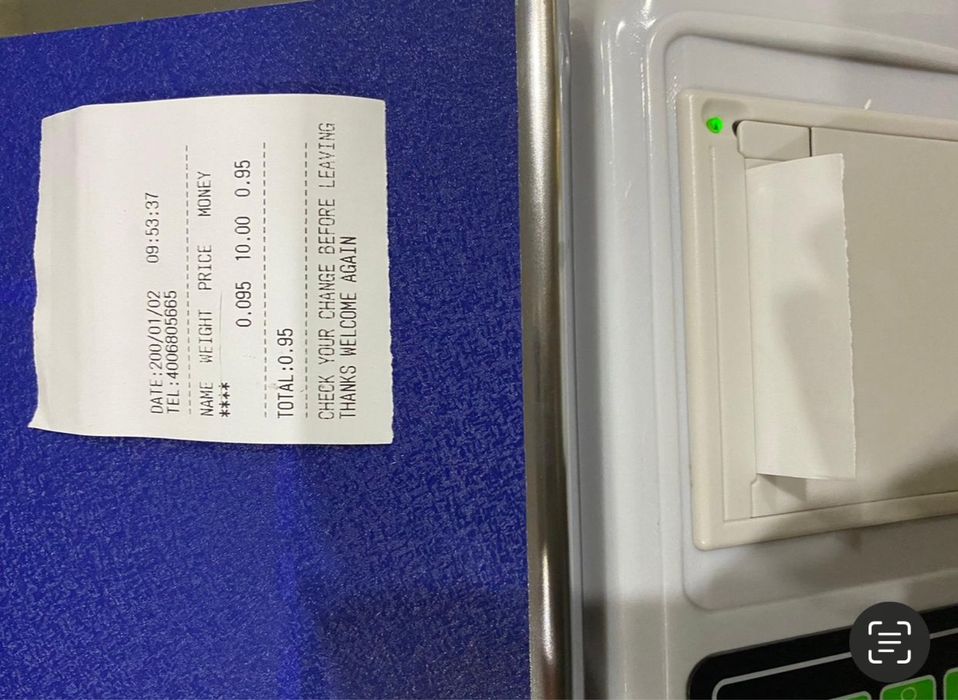 DATE:200/01/02 09:53:37
TEL:4006805665
NAME WEIGHT PRICE MONEY
****
0.095 10.00 0.95
TOTAL:0.95
CHECK YOUR CHANGE BEFORE LEAVING
THANKS WELCOME AGAIN